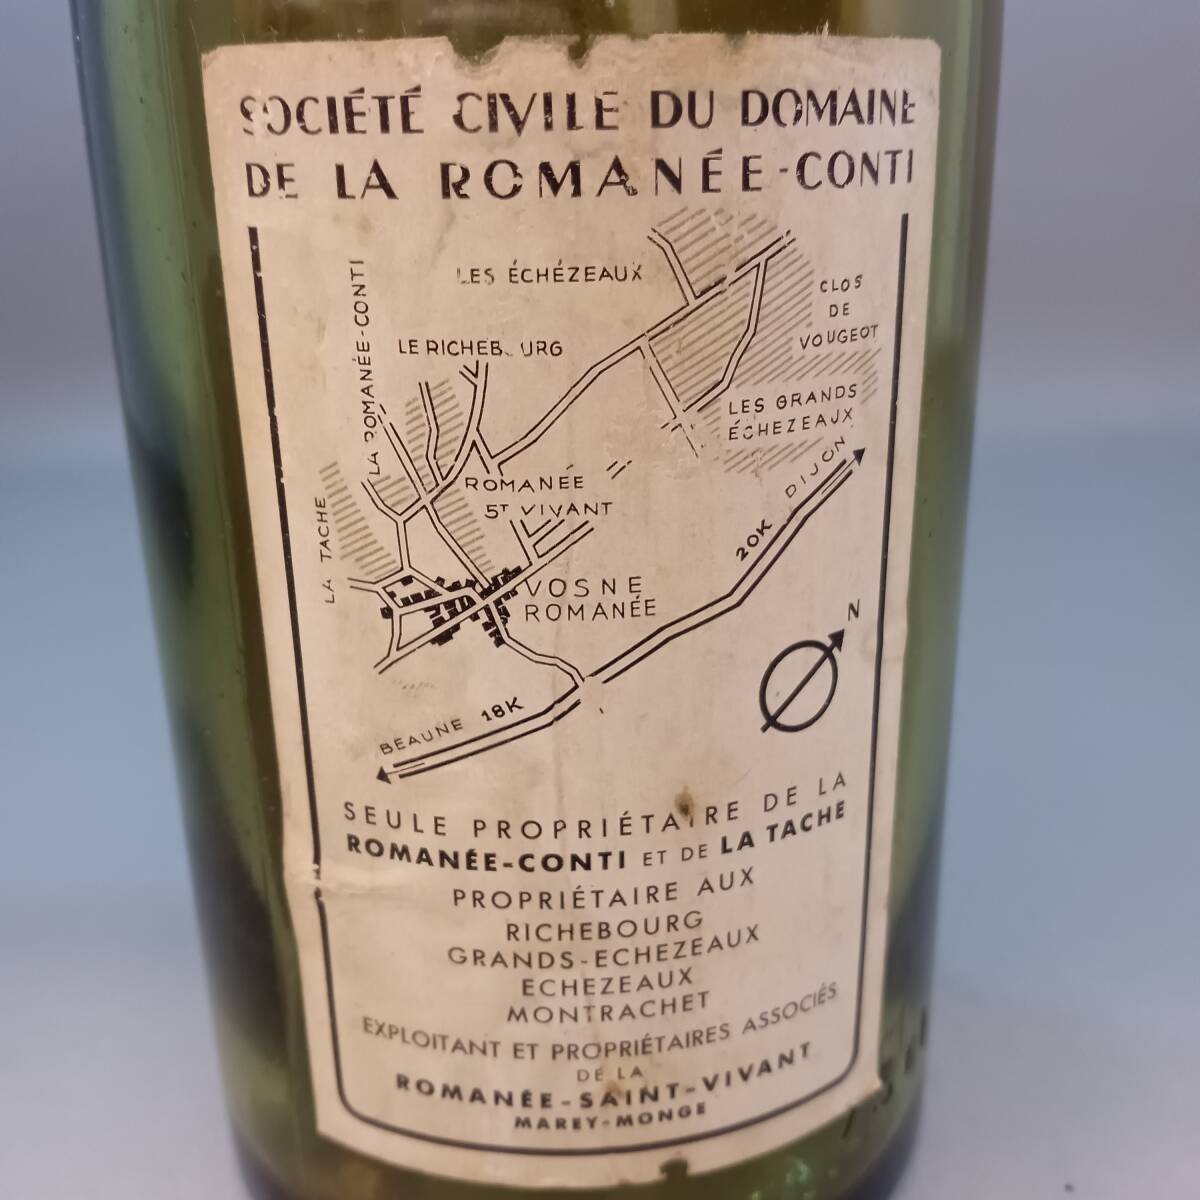 SOCIÉTÉ CIVILE DU DOMAINE
DE LA ROMANÉE-CONTI
LES ÉCHÉZEAUX
CLOS
DE
VOUGEOT
LA ROMANÉE-CONTI
LE RICHEB URG
LES GRANDS
ÉCHEZEAUX
DIJON
20K
ROMANÉE
ST VIVANT
LA TACHE
VOSNE
ROMANÉE
N
BEAUNE 18K
SEULE PROPRIÉTAIRE DE LA
ROMANÉE-CONTI ET DE LA TACHE
PROPRIÉTAIRE AUX
RICHEBOURG
GRANDS-ECHEZEAUX
ECHEZEAUX
MONTRACHET
EXPLOITANT ET PROPRIÉTAIRES ASSOCIÉS
DE LA
ROMANÉE-SAINT-VIVANT
MAREY-MONGE